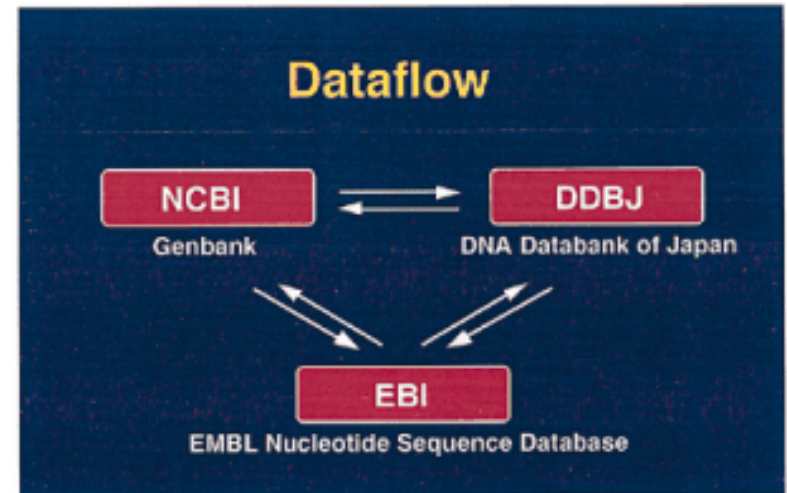 Dataflow
NCBI
DDBJ
Genbank
DNA Databank of Japan
EBI
EMBL Nucleotide Sequence Database